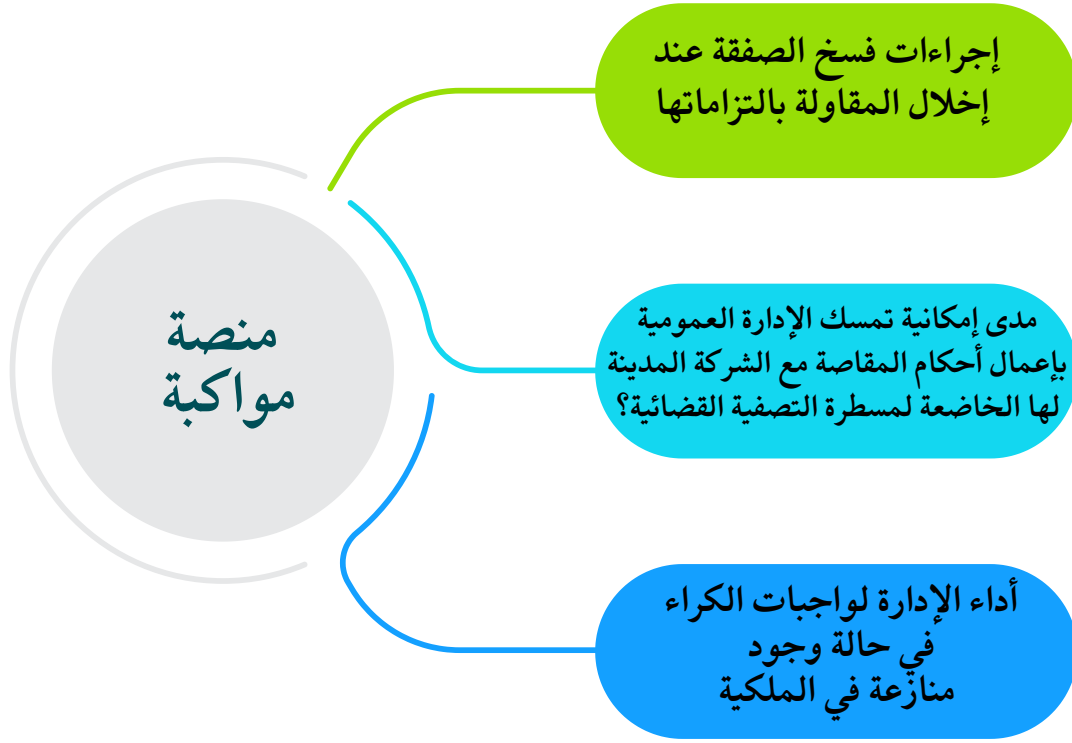 منصة
مواكبة
إجراءات فسخ الصفقة عند
إخلال المقاولة بالتزاماتها
مدى إمكانية تمسك الإدارة العمومية
بإعمال أحكام المقاصة مع الشركة المدينة
لها الخاضعة لمسطرة التصفية القضائية؟
أداء الإدارة لواجبات الكراء
في حالة وجود
منازعة في الملكية